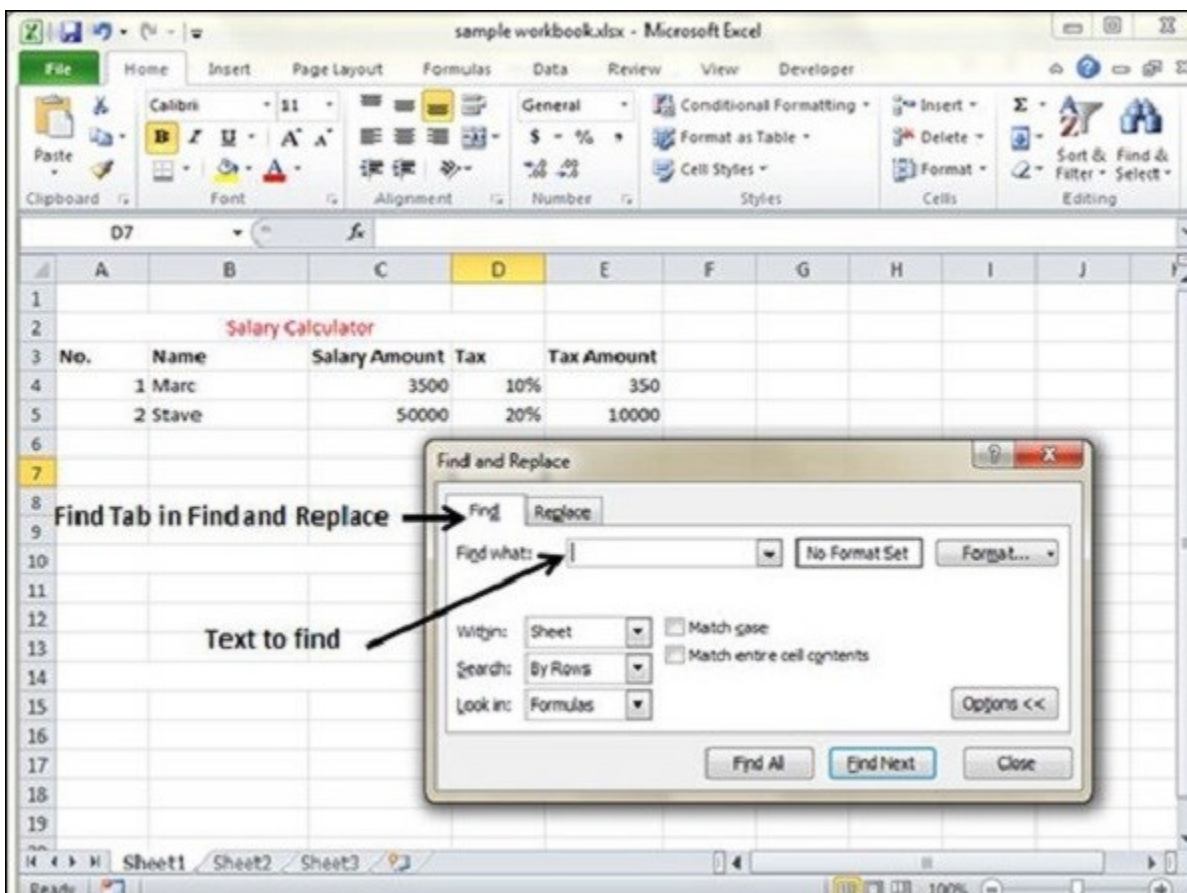 sample workbook.xlsx - Microsoft Excel
File Home Insert Page Layout Formulas Data Review View Developer
Calibri 11 General Conditional Formatting Insert Σ
Paste B I U A A $ % , Format as Table Delete Sort & Filter Find & Select
A Cell Styles Format
Clipboard Font Alignment Number Styles Cells Editing
D7 fx
A B C D E F G H I J
1
2 Salary Calculator
3 No. Name Salary Amount Tax Tax Amount
4 1 Marc 3500 10% 350
5 2 Stave 50000 20% 10000
6
Find and Replace
7
8 Find Tab in Find and Replace Find Replace
9
10 Find what: No Format Set Format...
11
12 Within: Sheet Match case
13 Text to find Match entire cell contents
14 Search: By Rows
15 Look in: Formulas Options <<
16
17 Find All Find Next Close
18
19
Sheet1 Sheet2 Sheet3
Ready 100%